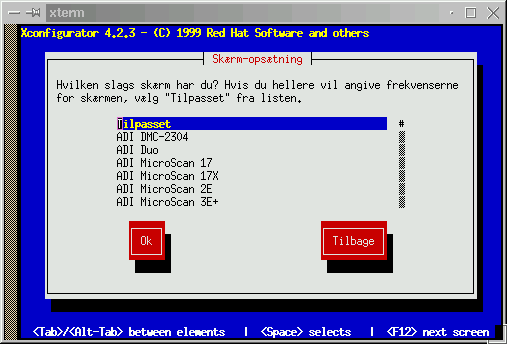 xterm
Xconfigurator 4.2.3 - (C) 1999 Red Hat Software and others
Skærm-opsætning
Hvilken slags skærm har du? Hvis du hellere vil angive frekvenserne
for skærmen, vælg "Tilpasset" fra listen.
Tilpasset #
ADI DMC-2304
ADI Duo
ADI MicroScan 17
ADI MicroScan 17X
ADI MicroScan 2E
ADI MicroScan 3E+
Ok Tilbage
<Tab>/<Alt-Tab> between elements | <Space> selects | <F12> next screen